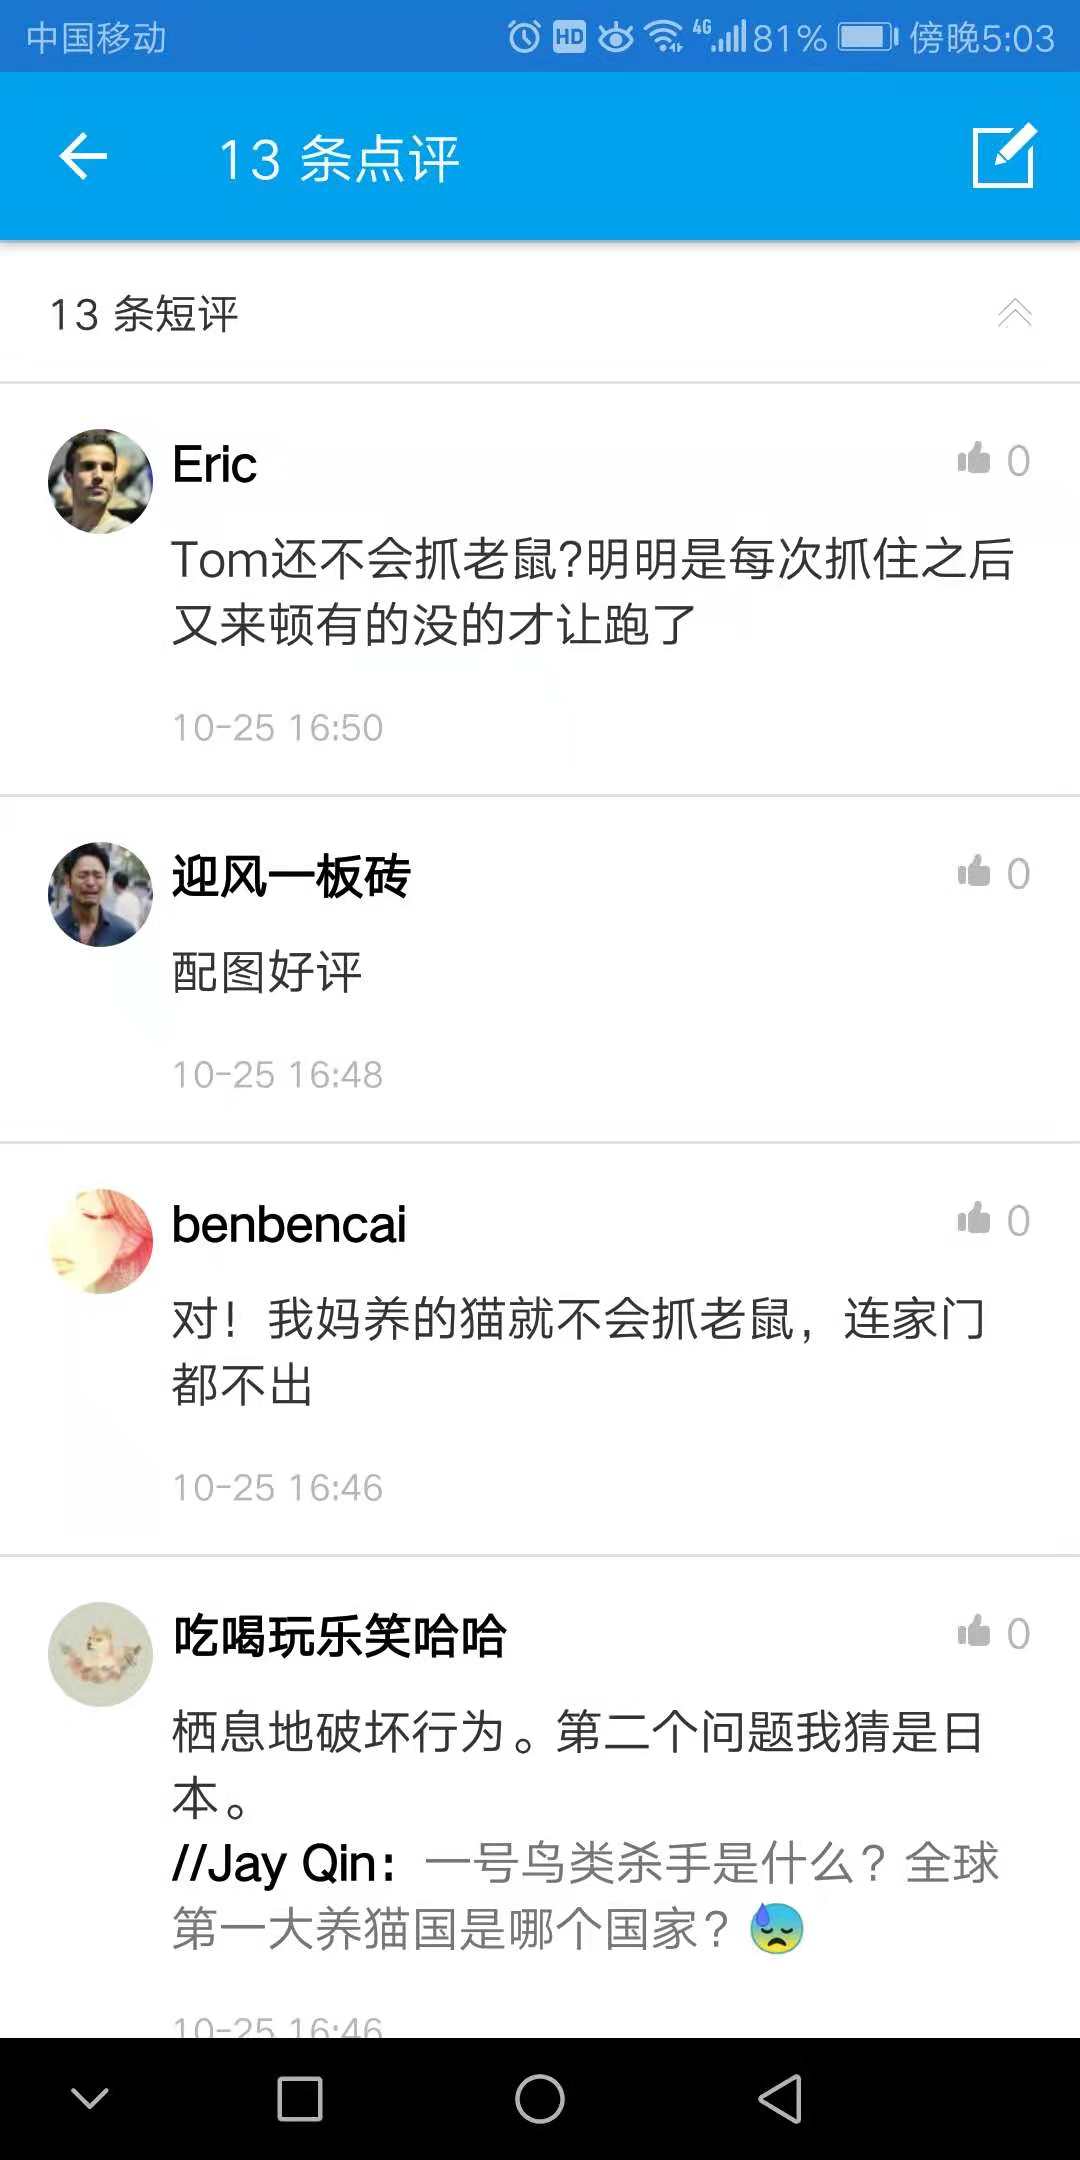 中国移动 HD 4G 81% 傍晚5:03
13 条点评
13 条短评
Eric 0
Tom还不会抓老鼠?明明是每次抓住之后
又来顿有的没的才让跑了
10-25 16:50
迎风一板砖 0
配图好评
10-25 16:48
benbencai 0
对！我妈养的猫就不会抓老鼠，连家门
都不出
10-25 16:46
吃喝玩乐笑哈哈 0
栖息地破坏行为。第二个问题我猜是日
本。
//Jay Qin：一号鸟类杀手是什么？全球
第一大养猫国是哪个国家？😓
10-25 16:46